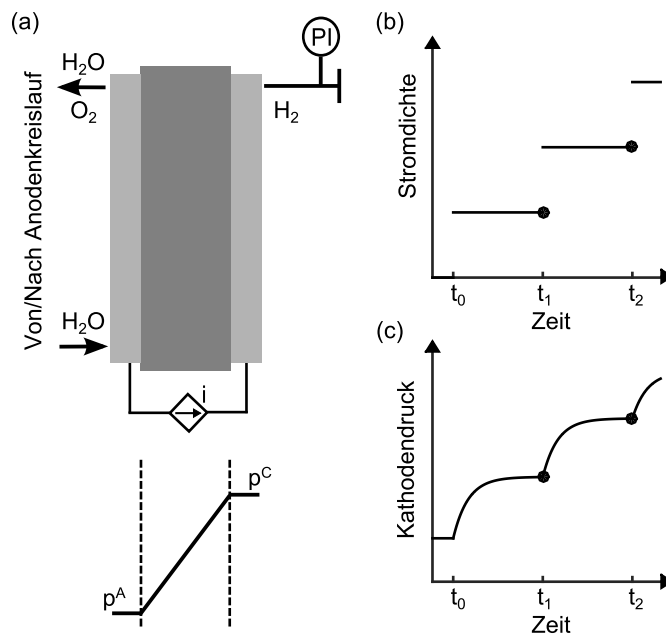 (a)
PI
H₂O
O₂
H₂
Von/Nach Anodenkreislauf
H₂O
i
pᶜ
pᴬ
(b)
Stromdichte
t₀ t₁ t₂
Zeit
(c)
Kathodendruck
t₀ t₁ t₂
Zeit